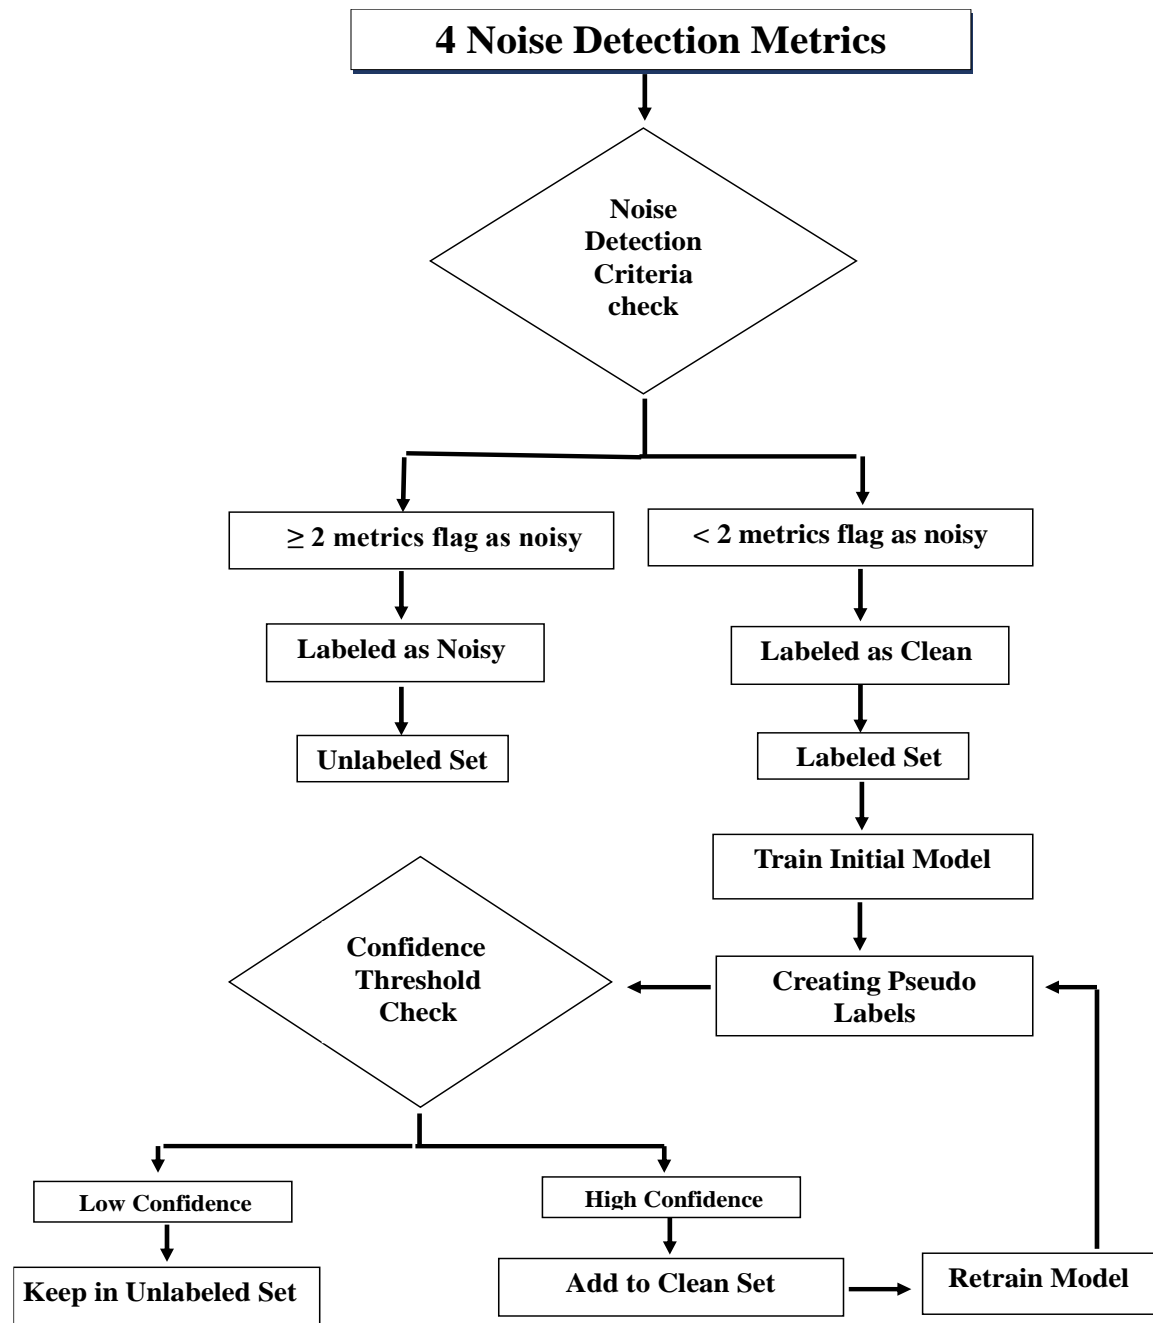 4 Noise Detection Metrics
Noise
Detection
Criteria
check
≥ 2 metrics flag as noisy
< 2 metrics flag as noisy
Labeled as Noisy
Labeled as Clean
Unlabeled Set
Labeled Set
Train Initial Model
Confidence
Threshold
Check
Creating Pseudo
Labels
Low Confidence
High Confidence
Keep in Unlabeled Set
Add to Clean Set
Retrain Model